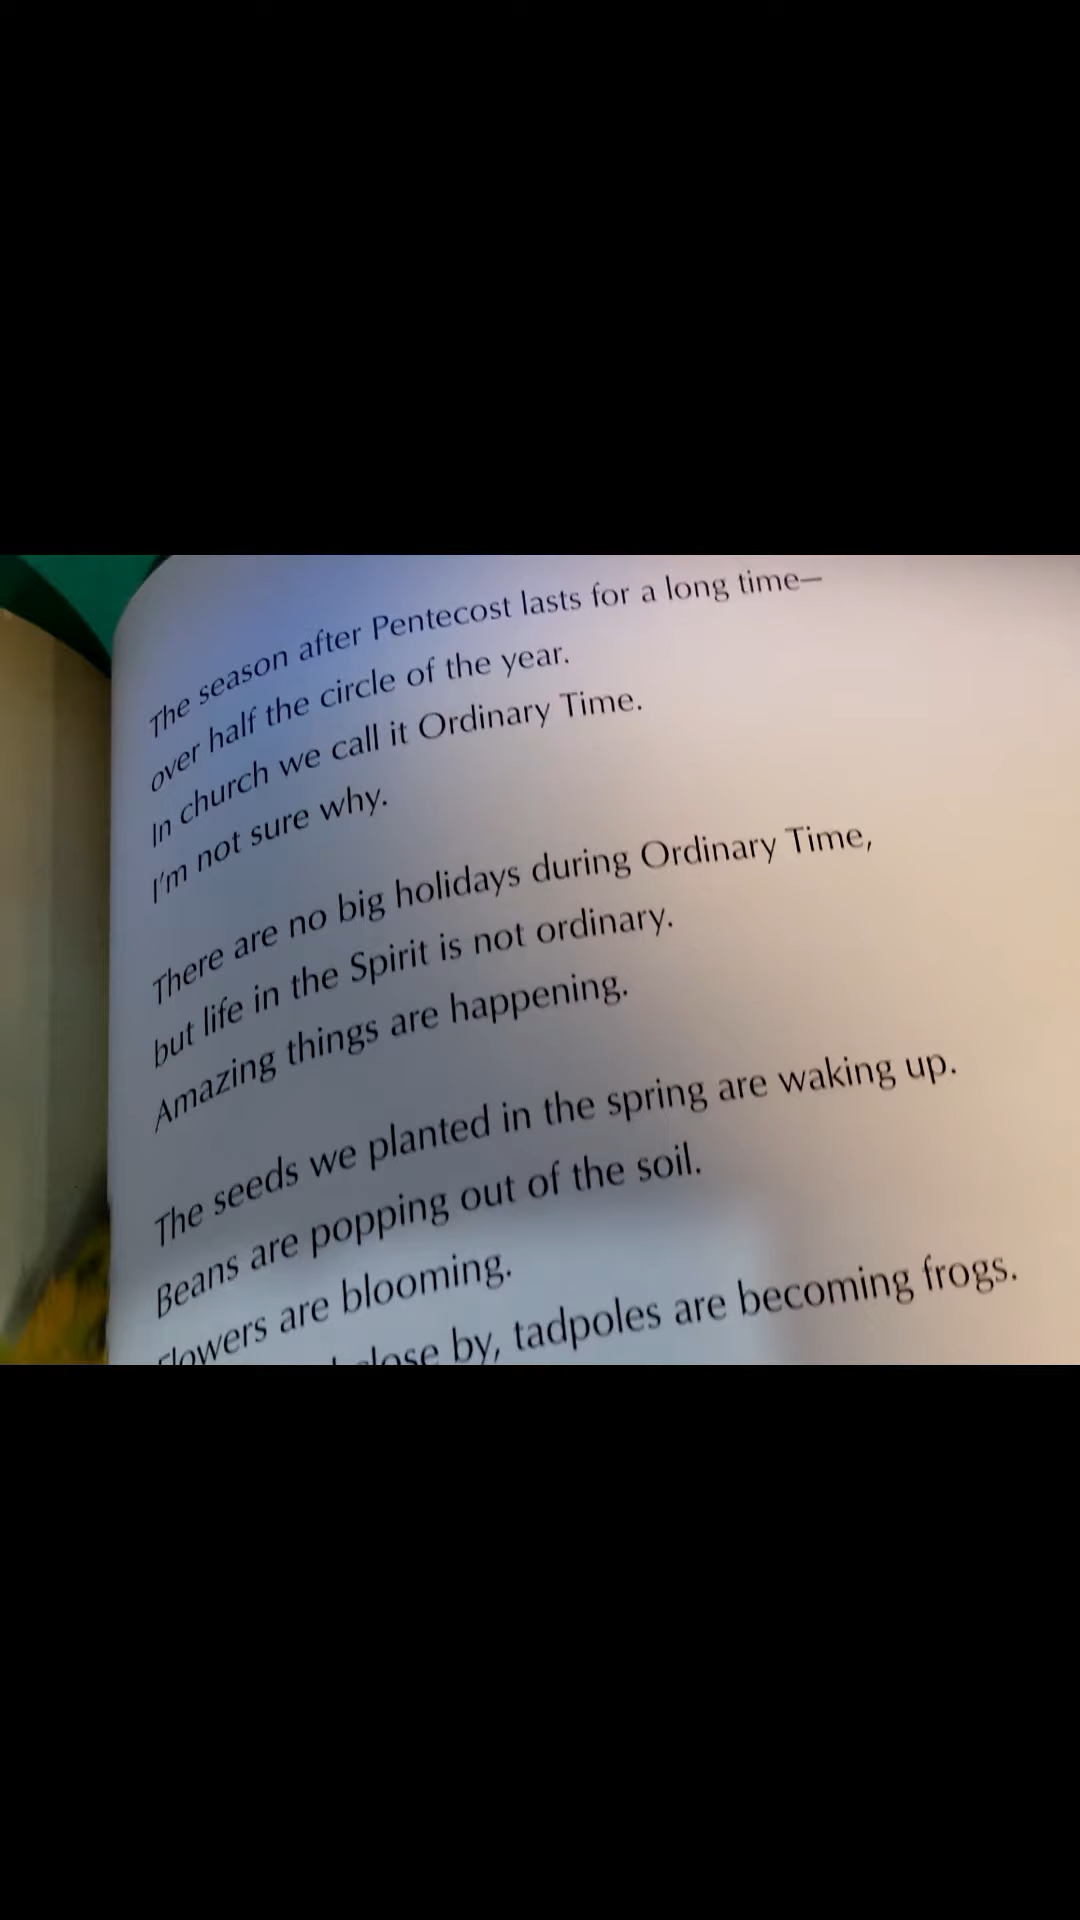 The season after Pentecost lasts for a long time—
over half the circle of the year.
In church we call it Ordinary Time.
I'm not sure why.
There are no big holidays during Ordinary Time,
but life in the Spirit is not ordinary.
Amazing things are happening.
The seeds we planted in the spring are waking up.
Beans are popping out of the soil.
Flowers are blooming.
close by, tadpoles are becoming frogs.